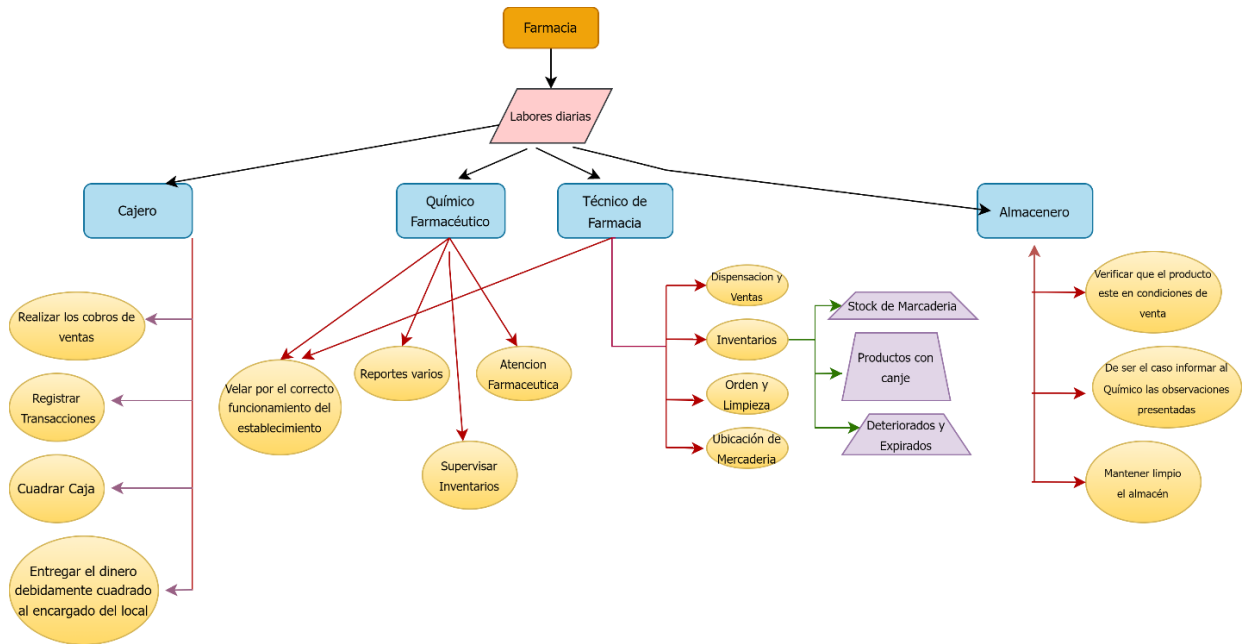 Farmacia
Labores diarias
Cajero
Químico
Farmacéutico
Técnico de
Farmacia
Almacenero
Realizar los cobros de
ventas
Registrar
Transacciones
Cuadrar Caja
Entregar el dinero
debidamente cuadrado
al encargado del local
Velar por el correcto
funcionamiento del
establecimiento
Reportes varios
Atencion
Farmaceutica
Supervisar
Inventarios
Dispensacion y
Ventas
Inventarios
Orden y
Limpieza
Ubicación de
Mercaderia
Stock de Marcaderia
Productos con
canje
Deteriorados y
Expirados
Verificar que el producto
este en condiciones de
venta
De ser el caso informar al
Químico las observaciones
presentadas
Mantener limpio
el almacén